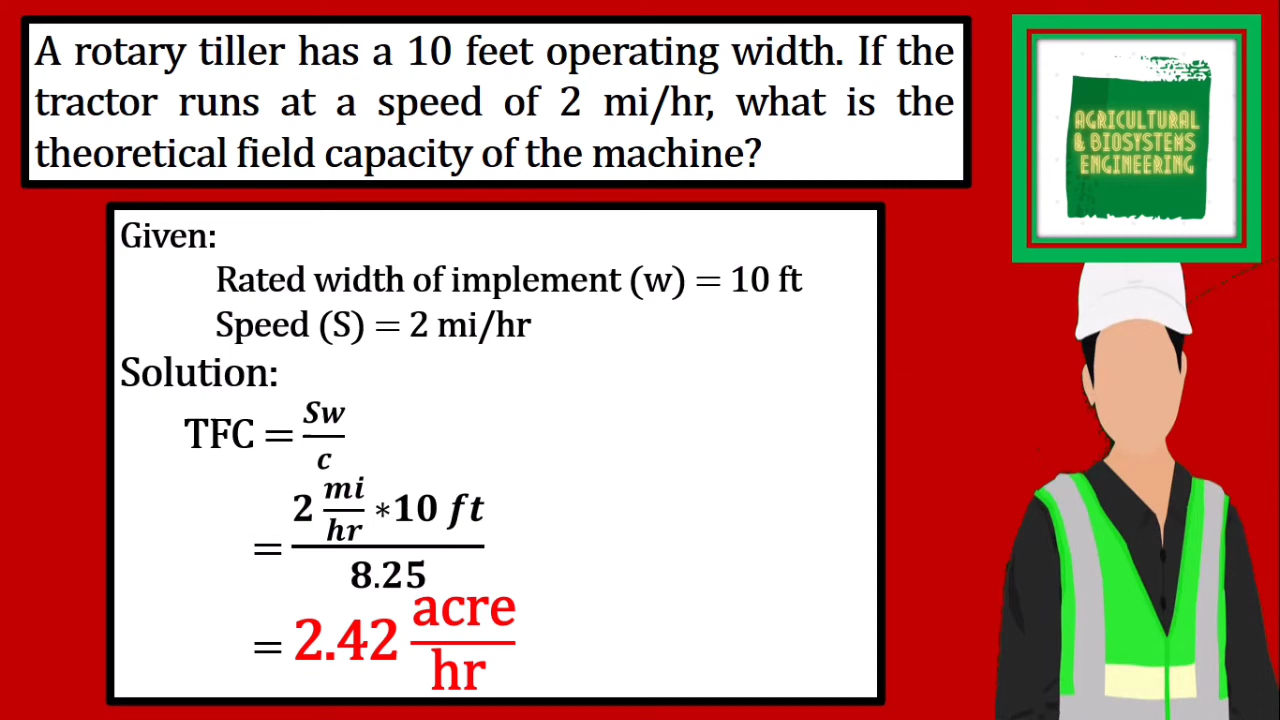 A rotary tiller has a 10 feet operating width. If the
tractor runs at a speed of 2 mi/hr, what is the
theoretical field capacity of the machine?
AGRICULTURAL
& BIOSYSTEMS
ENGINEERING
Given:
Rated width of implement (w) = 10 ft
Speed (S) = 2 mi/hr
Solution:
TFC = Sw/c
= 2 mi/hr *10 ft / 8.25
= 2.42 acre/hr